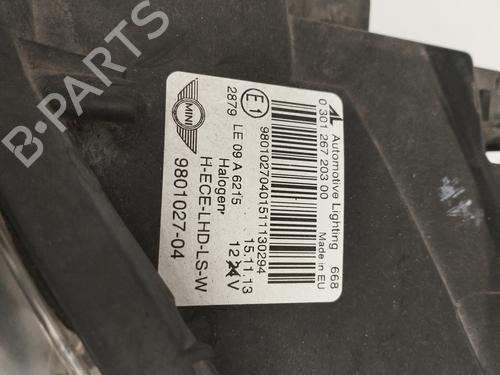 AL Automotive Lighting 668
0 301 267 203 00 Made in EU
98010270401511130294
E1
2879 LE 09 A 6215 15.11.13
Halogen 12 V
MINI H-ECE-LHD-LS-W
9801027-04
B-PARTS